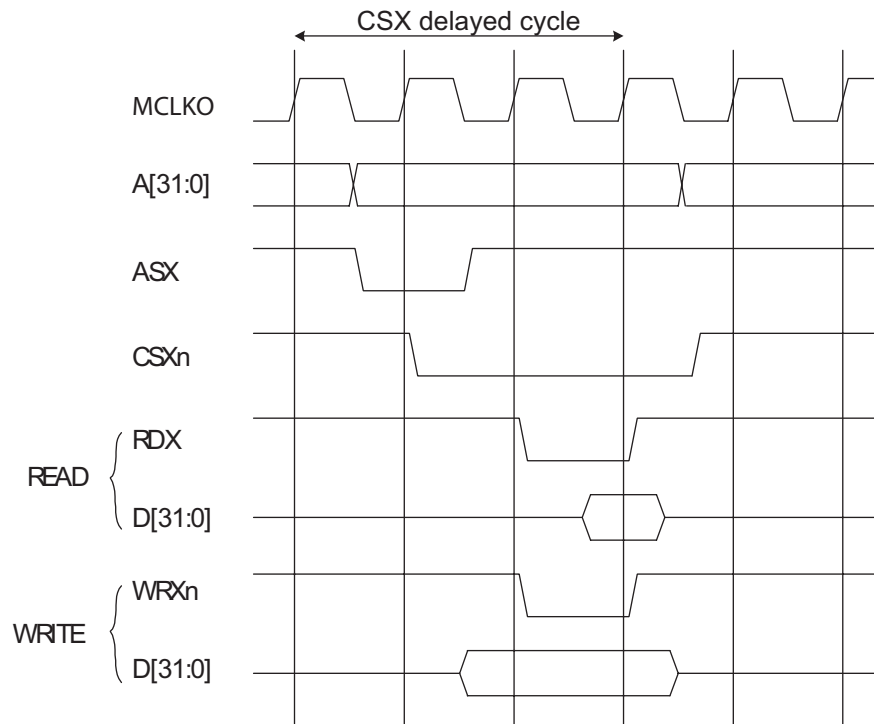 CSX delayed cycle
MCLKO
A[31:0]
ASX
CSXn
RDX
READ
D[31:0]
WRXn
WRITE
D[31:0]